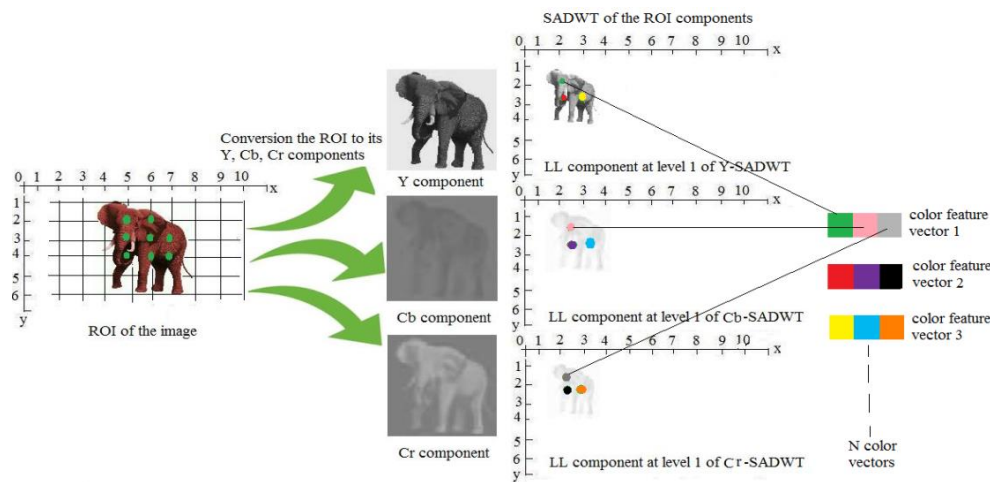 SADWT of the ROI components
0 1 2 3 4 5 6 7 8 9 10 x
1
2
3
4
5
6
y
LL component at level 1 of Y-SADWT
Conversion the ROI to its
Y, Cb, Cr components
Y component
0 1 2 3 4 5 6 7 8 9 10 x
1
2
3
4
5
6
y
ROI of the image
Cb component
Cr component
0 1 2 3 4 5 6 7 8 9 10 x
1
2
3
4
5
6
y
LL component at level 1 of Cb-SADWT
0 1 2 3 4 5 6 7 8 9 10 x
1
2
3
4
5
6
y
LL component at level 1 of Cr-SADWT
color feature
vector 1
color feature
vector 2
color feature
vector 3
N color
vectors